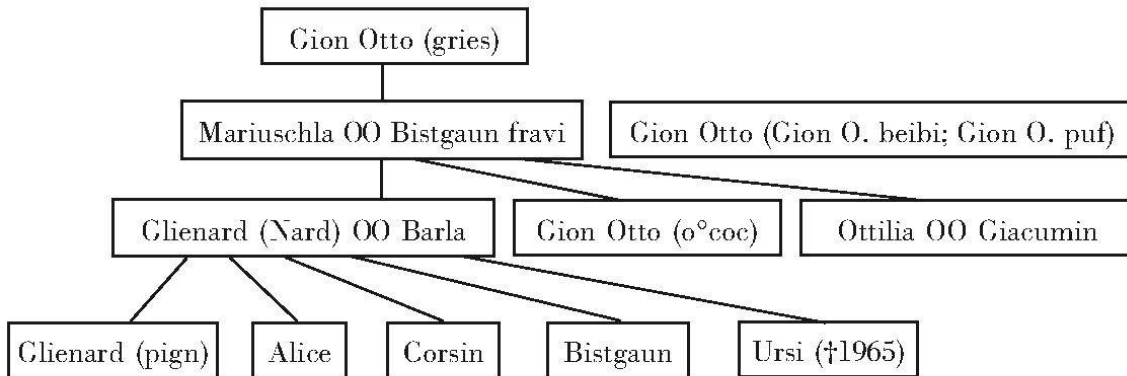 Gion Otto (gries)
Mariuschla OO Bistgaun fravi
Gion Otto (Gion O. beibi; Gion O. puf)
Glienard (Nard) OO Barla
Gion Otto (o°coc)
Ottilia OO Giacumin
Glienard (pign)
Alice
Corsin
Bistgaun
Ursi (†1965)